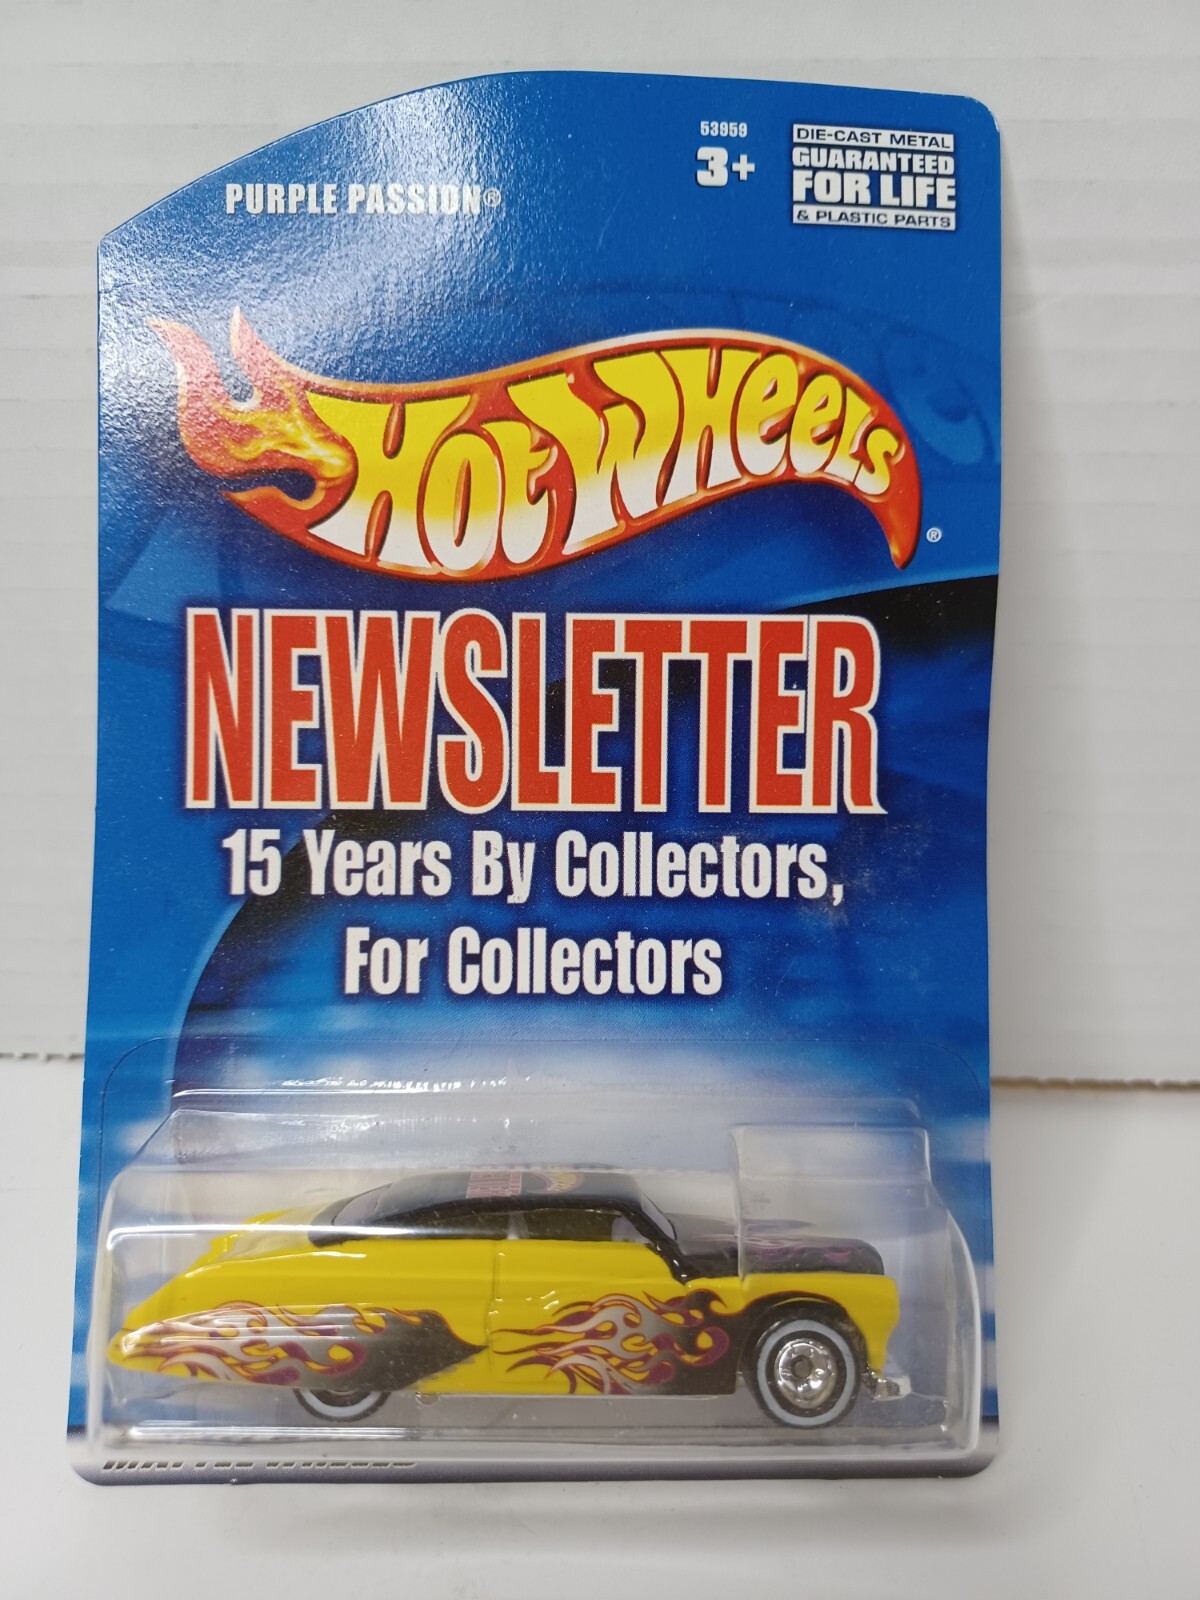 53959
3+
DIE-CAST METAL
GUARANTEED
FOR LIFE
& PLASTIC PARTS
PURPLE PASSION®
Hot Wheels®
NEWSLETTER
15 Years By Collectors,
For Collectors